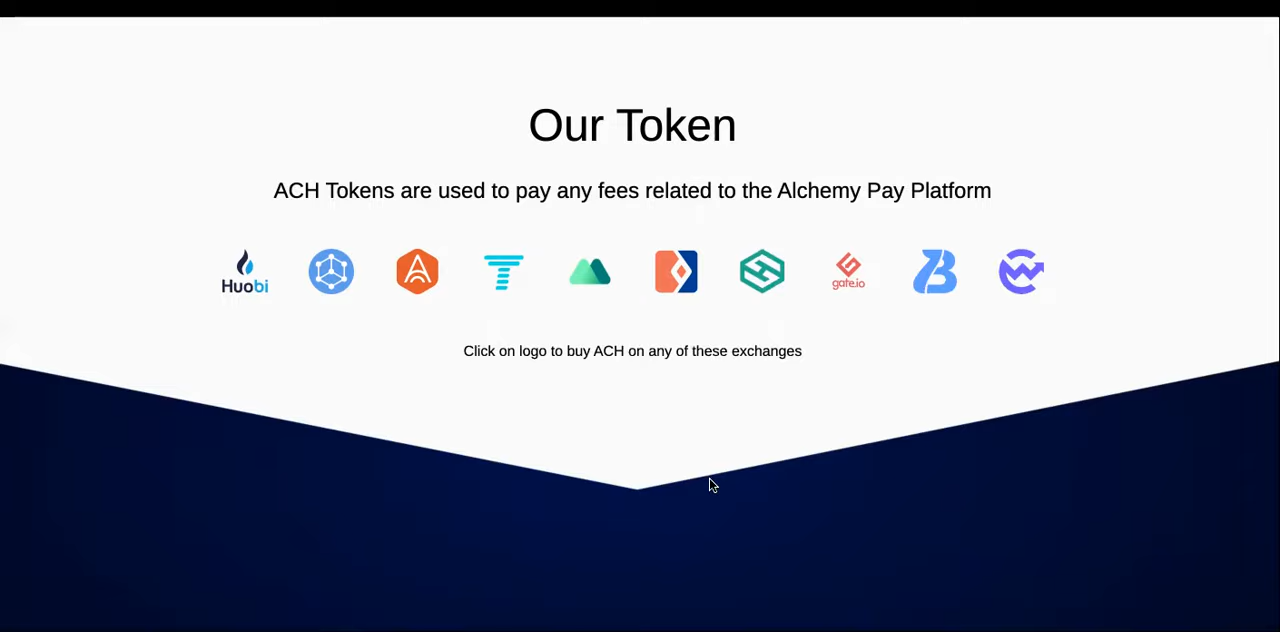 Our Token
ACH Tokens are used to pay any fees related to the Alchemy Pay Platform
Huobi
gate.io
Click on logo to buy ACH on any of these exchanges